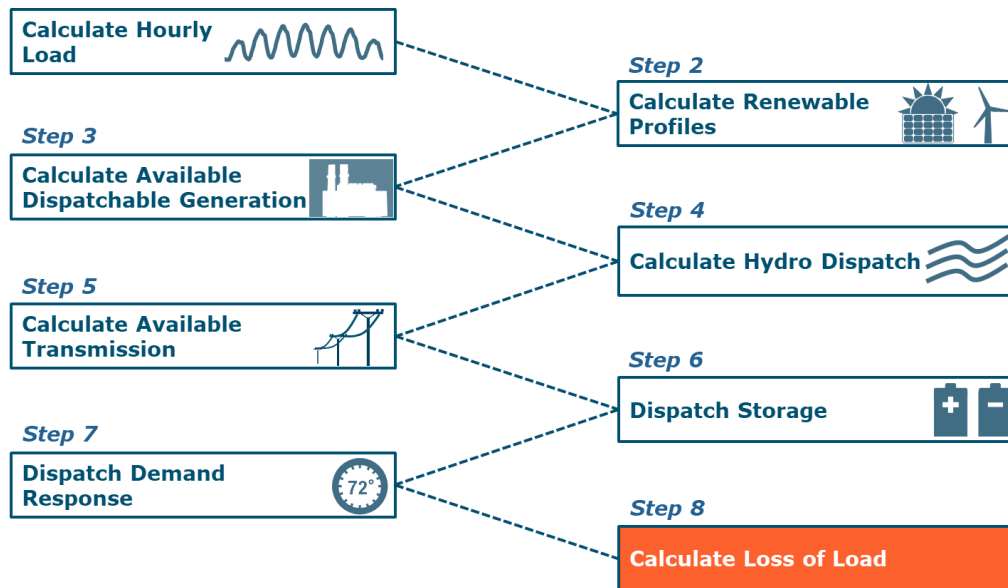 Calculate Hourly
Load
Step 2
Calculate Renewable
Profiles
Step 3
Calculate Available
Dispatchable Generation
Step 4
Calculate Hydro Dispatch
Step 5
Calculate Available
Transmission
Step 6
Dispatch Storage
+ −
Step 7
Dispatch Demand
Response
72°
Step 8
Calculate Loss of Load